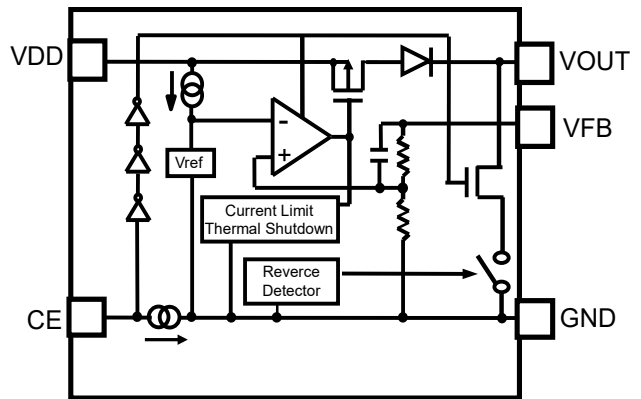 VDD
VOUT
VFB
-
+
Vref
Current Limit
Thermal Shutdown
Reverce
Detector
CE
GND